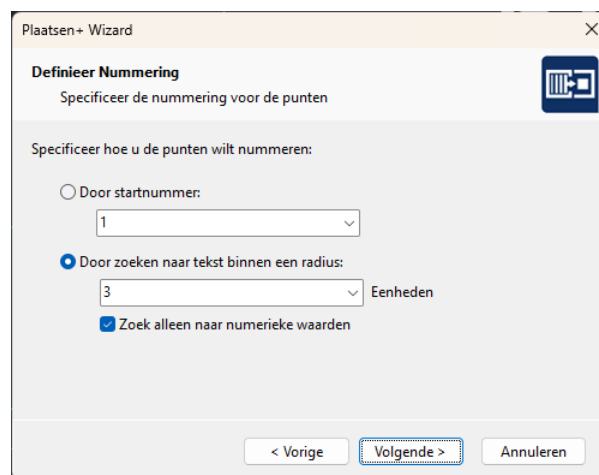 Plaatsen+ Wizard
Definieer Nummering
Specificeer de nummering voor de punten
Specificeer hoe u de punten wilt nummeren:
Door startnummer:
1
Door zoeken naar tekst binnen een radius:
3 Eenheden
Zoek alleen naar numerieke waarden
< Vorige Volgende > Annuleren